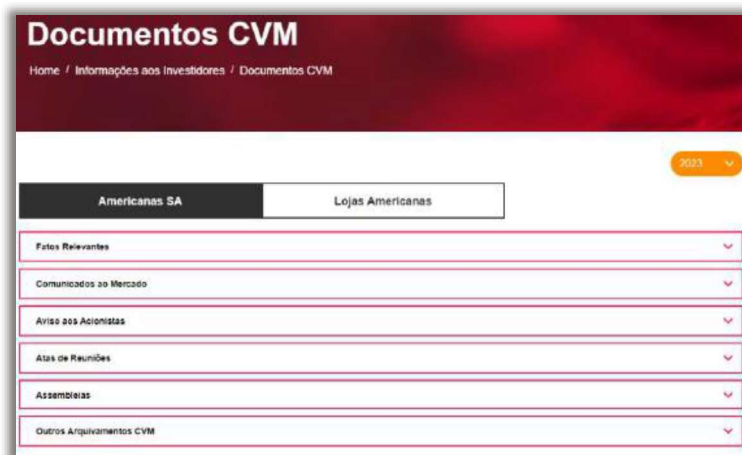 Documentos CVM
Home / Informações aos Investidores / Documentos CVM
2023
Americanas SA
Lojas Americanas
Fatos Relevantes
Comunicados ao Mercado
Aviso aos Acionistas
Atas de Reuniões
Assembleias
Outros Arquivamentos CVM